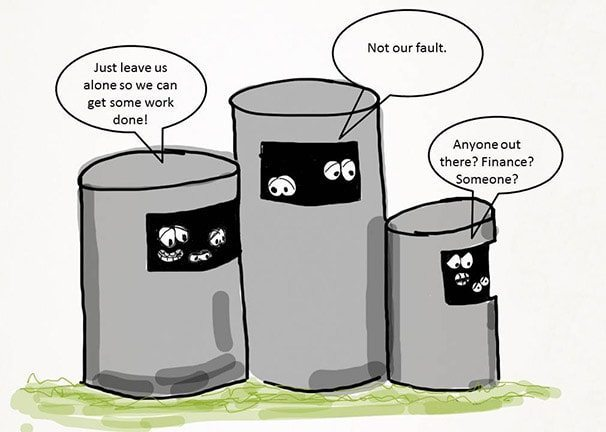 Just leave us
alone so we can
get some work
done!
Not our fault.
Anyone out
there? Finance?
Someone?